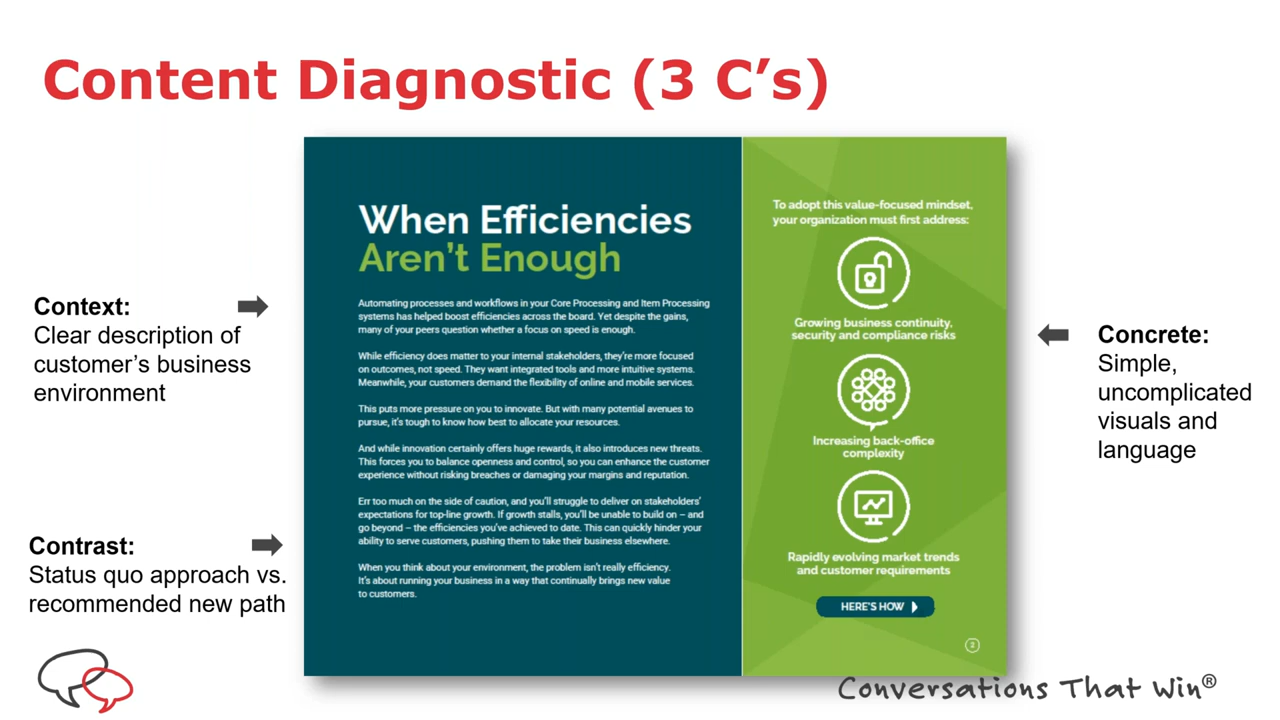 Content Diagnostic (3 C's)
Context:
Clear description of
customer's business
environment
Contrast:
Status quo approach vs.
recommended new path
When Efficiencies
Aren't Enough
Automating processes and workflows in your Core Processing and Item Processing
systems has helped boost efficiencies across the board. Yet despite the gains,
many of your peers question whether a focus on speed is enough.
While efficiency does matter to your internal stakeholders, they're more focused
on outcomes, not speed. They want integrated tools and more intuitive systems.
Meanwhile, your customers demand the flexibility of online and mobile services.
This puts more pressure on you to innovate. But with many potential avenues to
pursue, it's tough to know how best to allocate your resources.
And while innovation certainly offers huge rewards, it also introduces new threats.
This forces you to balance openness and control, so you can enhance the customer
experience without risking breaches or damaging your margins and reputation.
Err too much on the side of caution, and you'll struggle to deliver on stakeholders'
expectations for top-line growth. If growth stalls, you'll be unable to build on – and
go beyond – the efficiencies you've achieved to date. This can quickly hinder your
ability to serve customers, pushing them to take their business elsewhere.
When you think about your environment, the problem isn't really efficiency.
It's about running your business in a way that continually brings new value
to customers.
To adopt this value-focused mindset,
your organization must first address:
Growing business continuity,
security and compliance risks
Increasing back-office
complexity
Rapidly evolving market trends
and customer requirements
HERE'S HOW
2
Concrete:
Simple,
uncomplicated
visuals and
language
Conversations That Win®